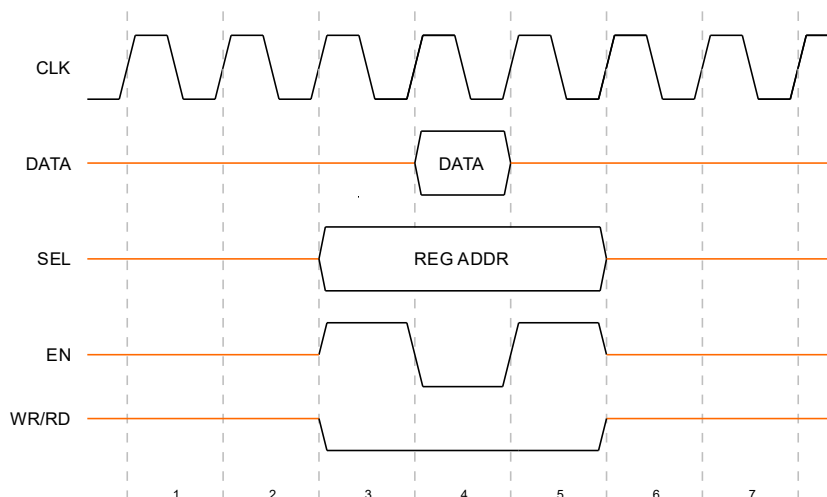 CLK
DATA
DATA
SEL
REG ADDR
EN
WR/RD
1 2 3 4 5 6 7